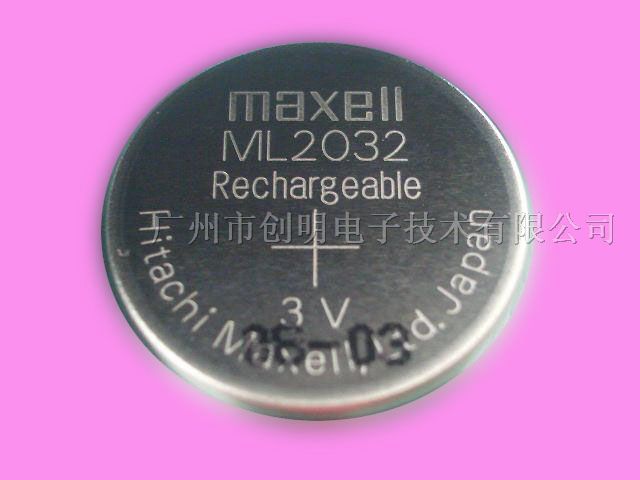 maxell
ML2032
Rechargeable
广州市创明电子技术有限公司
+
3 V
06-03
Hitachi Maxell, Ltd. Japan